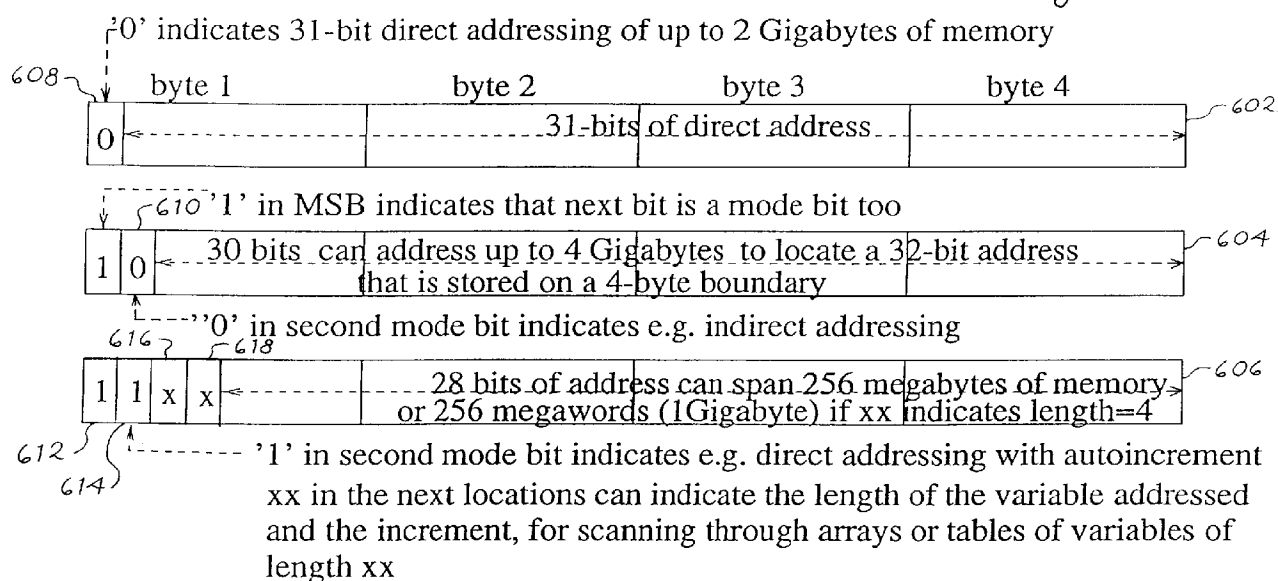 '0' indicates 31-bit direct addressing of up to 2 Gigabytes of memory
608
byte 1 byte 2 byte 3 byte 4
602
0 31-bits of direct address
610 '1' in MSB indicates that next bit is a mode bit too
604
1 0 30 bits can address up to 4 Gigabytes to locate a 32-bit address
that is stored on a 4-byte boundary
''0' in second mode bit indicates e.g. indirect addressing
616 618
606
1 1 x x 28 bits of address can span 256 megabytes of memory
or 256 megawords (1Gigabyte) if xx indicates length=4
612 614
'1' in second mode bit indicates e.g. direct addressing with autoincrement
xx in the next locations can indicate the length of the variable addressed
and the increment, for scanning through arrays or tables of variables of
length xx